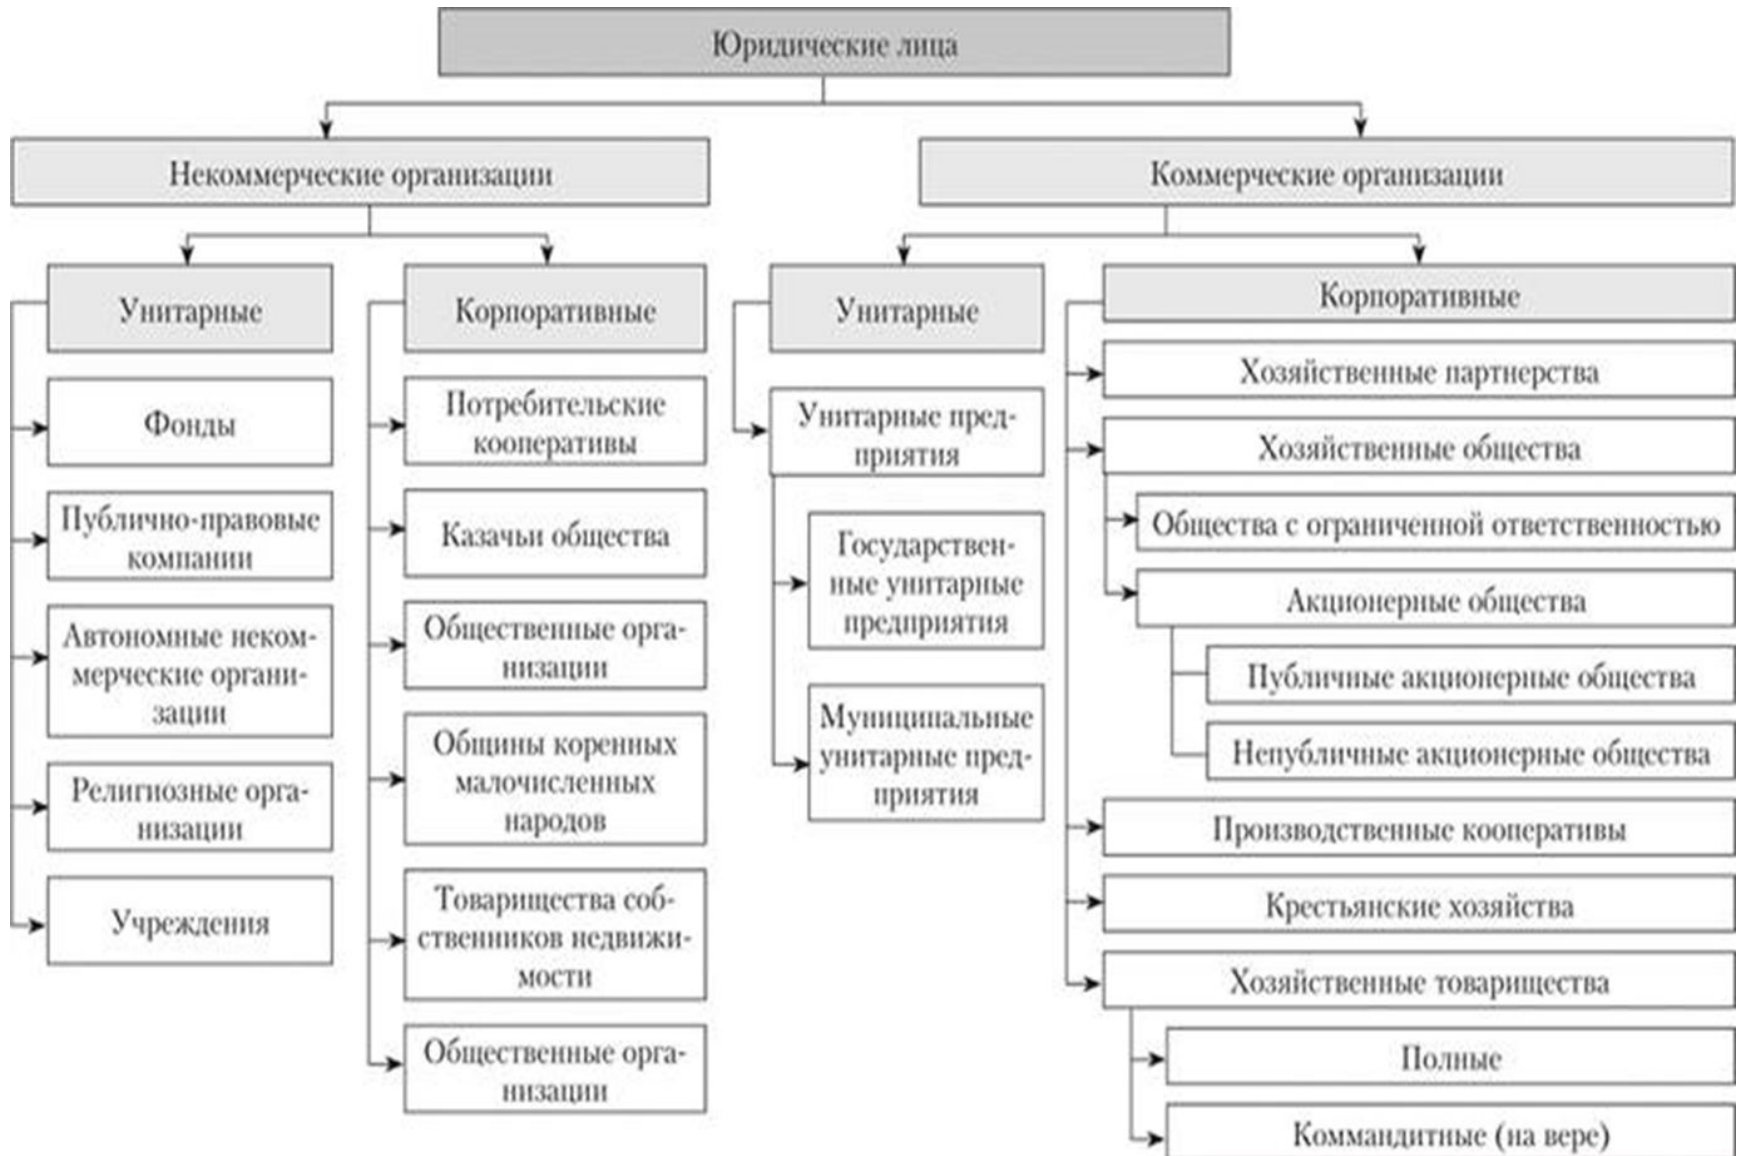 Юридические лица
Некоммерческие организации
Коммерческие организации
Унитарные
Фонды
Публично-правовые
компании
Автономные неком-
мерческие органи-
зации
Религиозные орга-
низации
Учреждения
Корпоративные
Потребительские
кооперативы
Казачьи общества
Общественные орга-
низации
Общины коренных
малочисленных
народов
Товарищества соб-
ственников недвижи-
мости
Общественные орга-
низации
Унитарные
Унитарные пред-
приятия
Государствен-
ные унитарные
предприятия
Муниципальные
унитарные пред-
приятия
Корпоративные
Хозяйственные партнерства
Хозяйственные общества
Общества с ограниченной ответственностью
Акционерные общества
Публичные акционерные общества
Непубличные акционерные общества
Производственные кооперативы
Крестьянские хозяйства
Хозяйственные товарищества
Полные
Коммандитные (на вере)